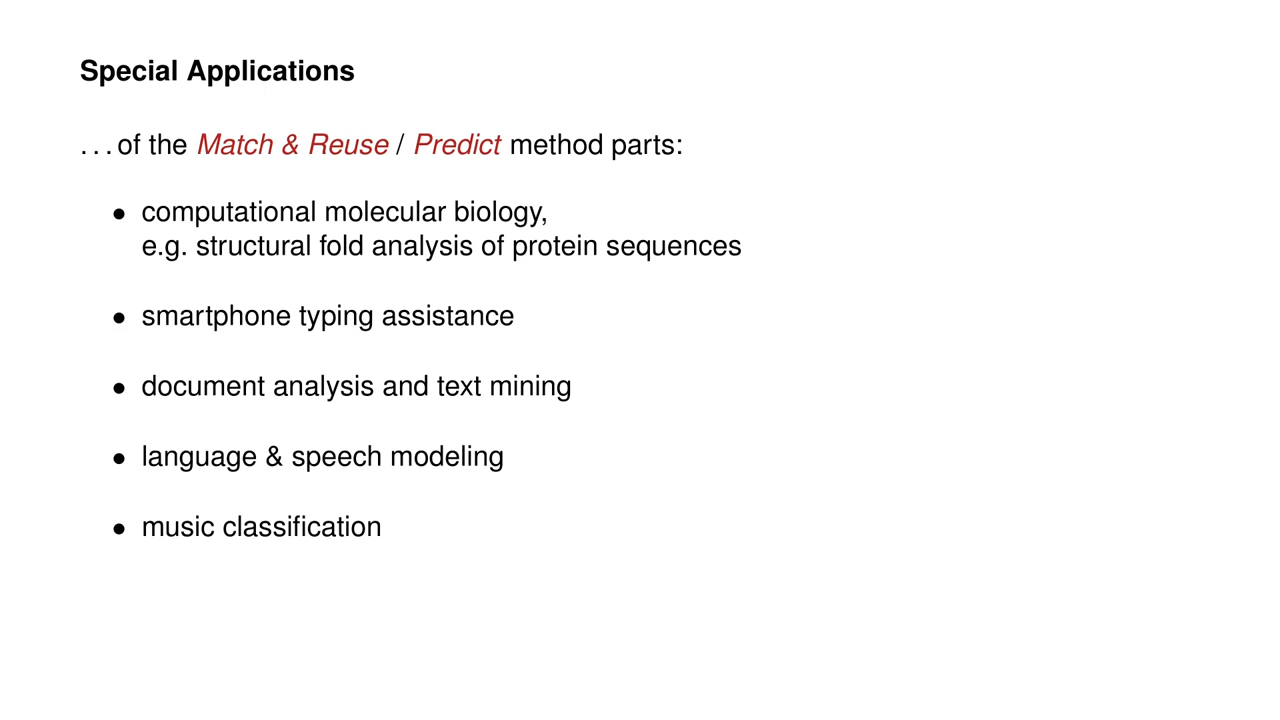 Special Applications
. . . of the Match & Reuse / Predict method parts:
• computational molecular biology,
e.g. structural fold analysis of protein sequences
• smartphone typing assistance
• document analysis and text mining
• language & speech modeling
• music classification